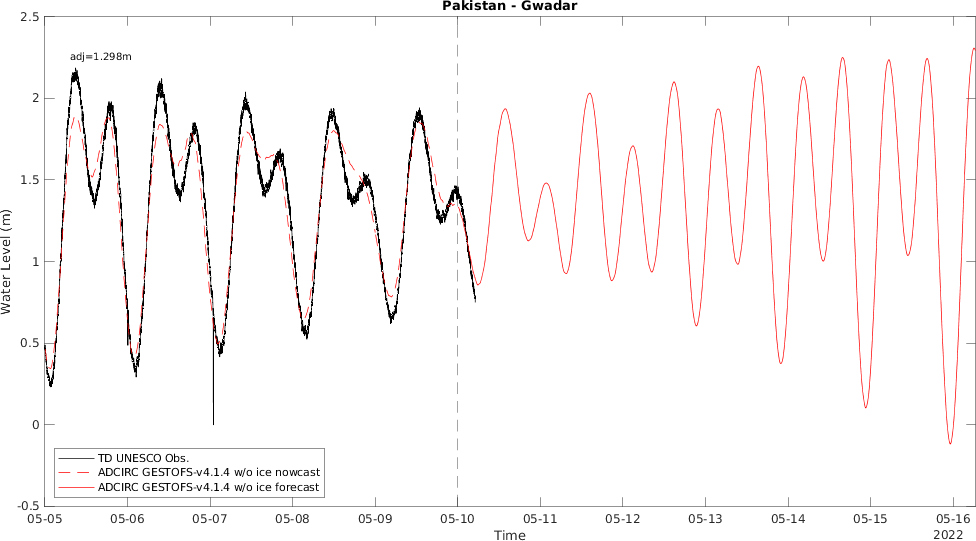 Pakistan - Gwadar
2.5
adj=1.298m
2
1.5
1
0.5
0
-0.5
Water Level (m)
TD UNESCO Obs.
ADCIRC GESTOFS-v4.1.4 w/o ice nowcast
ADCIRC GESTOFS-v4.1.4 w/o ice forecast
05-05 05-06 05-07 05-08 05-09 05-10 05-11 05-12 05-13 05-14 05-15 05-16
Time 2022